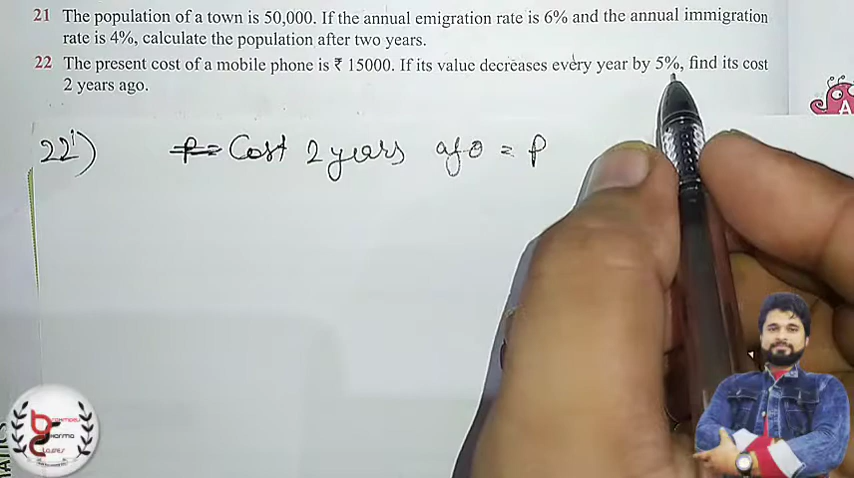 21 The population of a town is 50,000. If the annual emigration rate is 6% and the annual immigration
rate is 4%, calculate the population after two years.
22 The present cost of a mobile phone is ₹ 15000. If its value decreases every year by 5%, find its cost
2 years ago.
22) P= Cost 2 years ago = P
A